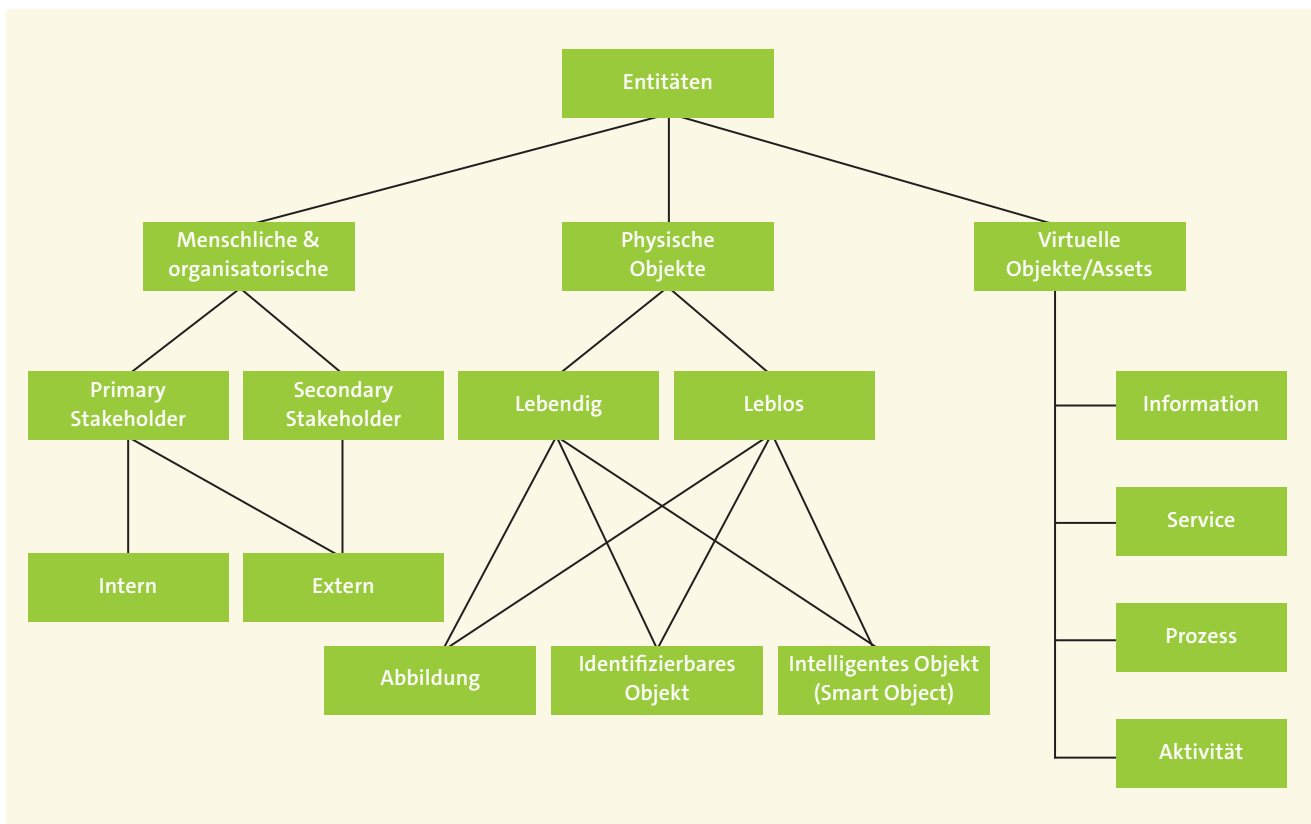 Entitäten
Menschliche &
organisatorische
Physische
Objekte
Virtuelle
Objekte/Assets
Primary
Stakeholder
Secondary
Stakeholder
Lebendig
Leblos
Information
Service
Intern
Extern
Prozess
Abbildung
Identifizierbares
Objekt
Intelligentes Objekt
(Smart Object)
Aktivität